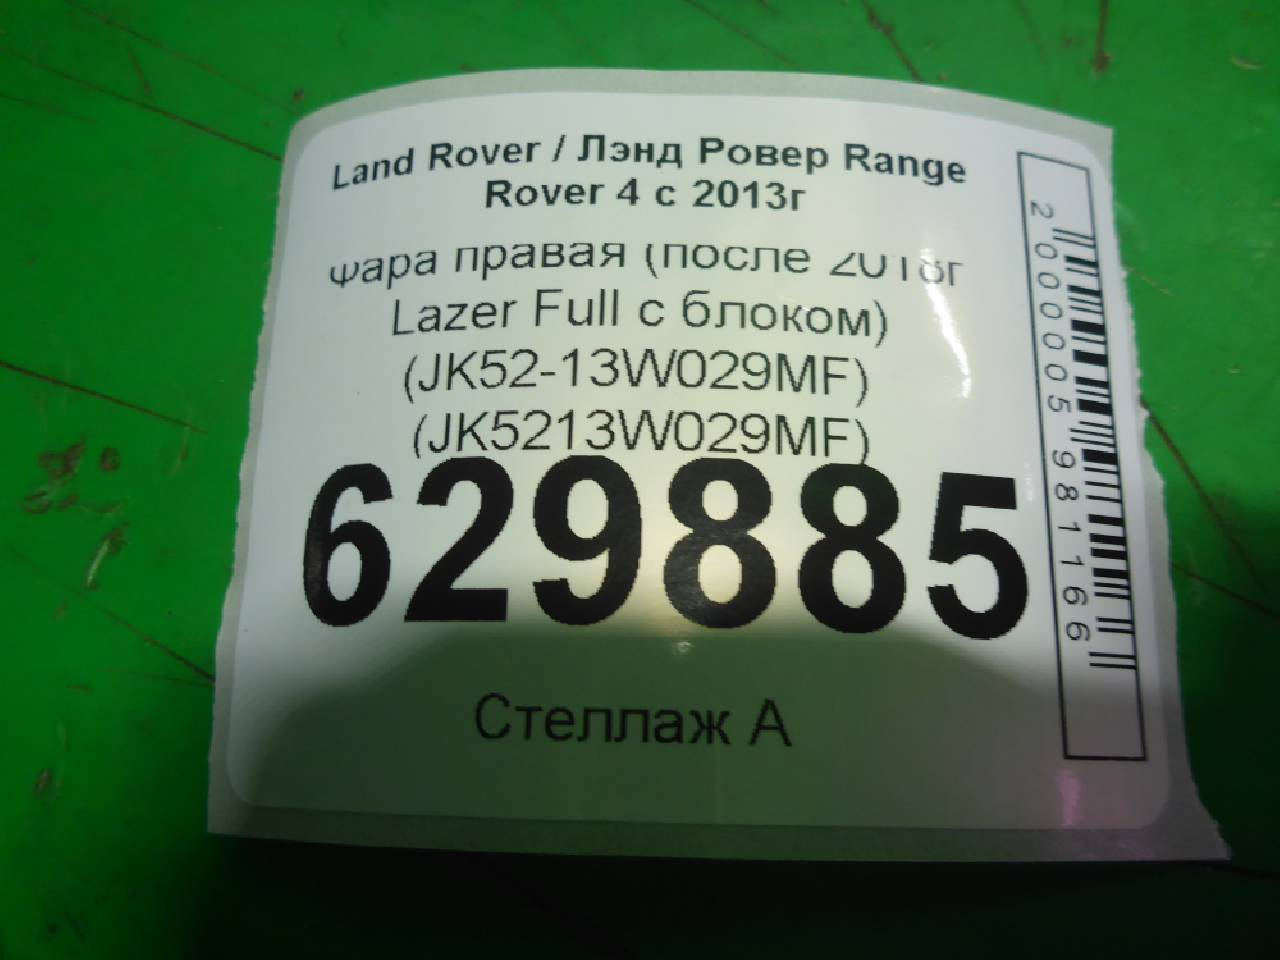 Land Rover / Лэнд Ровер Range
Rover 4 с 2013г
фара правая (после 2018г
Lazer Full с блоком)
(JK52-13W029MF)
(JK5213W029MF)
629885
Стеллаж А
2000005981166